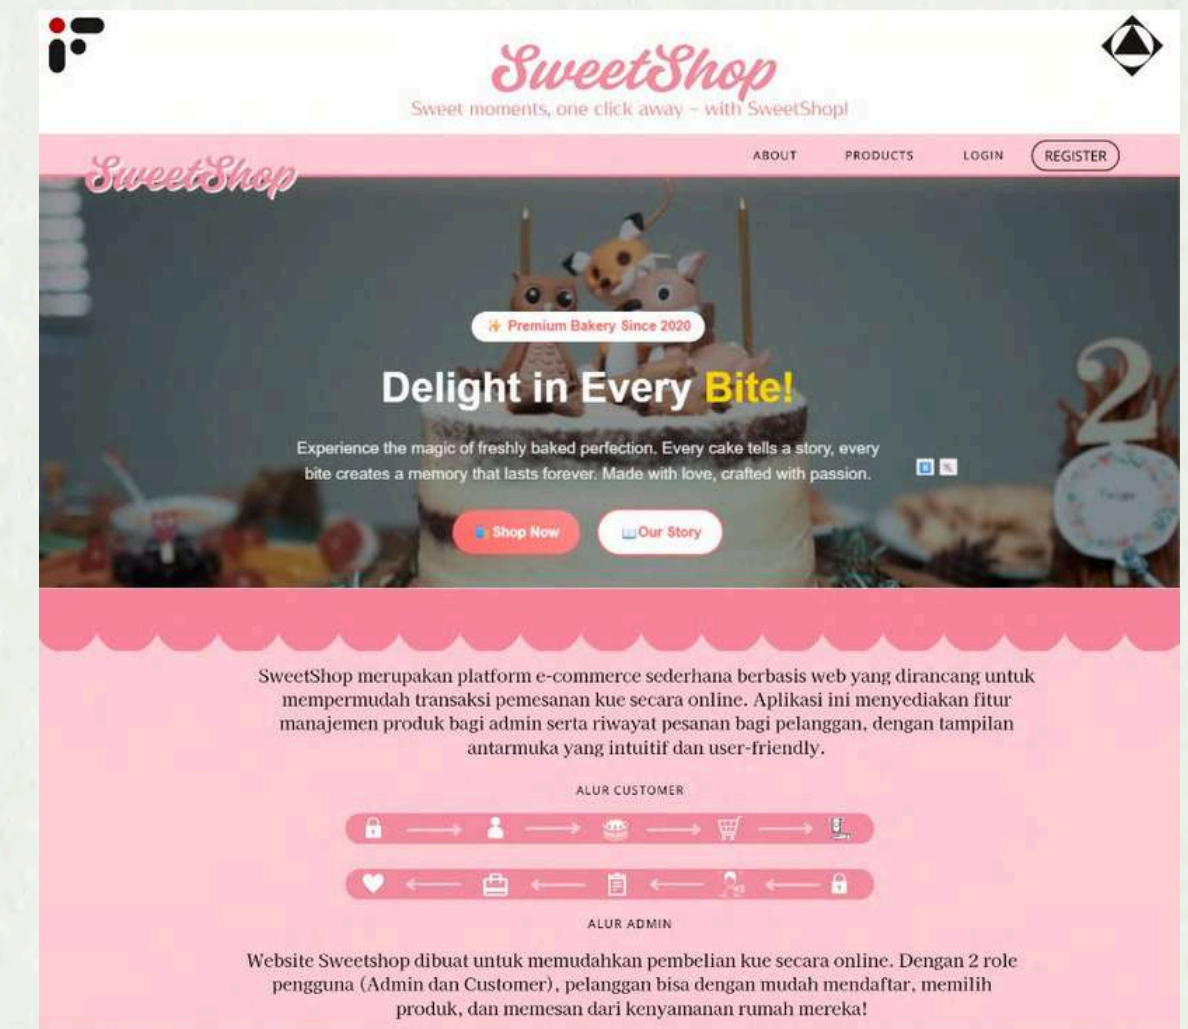 SweetShop
Sweet moments, one click away – with SweetShop!
SweetShop
ABOUT PRODUCTS LOGIN REGISTER
✨ Premium Bakery Since 2020
Delight in Every Bite!
Experience the magic of freshly baked perfection. Every cake tells a story, every
bite creates a memory that lasts forever. Made with love, crafted with passion.
Shop Now Our Story
2
SweetShop merupakan platform e-commerce sederhana berbasis web yang dirancang untuk
mempermudah transaksi pemesanan kue secara online. Aplikasi ini menyediakan fitur
manajemen produk bagi admin serta riwayat pesanan bagi pelanggan, dengan tampilan
antarmuka yang intuitif dan user-friendly.
ALUR CUSTOMER
ALUR ADMIN
Website Sweetshop dibuat untuk memudahkan pembelian kue secara online. Dengan 2 role
pengguna (Admin dan Customer), pelanggan bisa dengan mudah mendaftar, memilih
produk, dan memesan dari kenyamanan rumah mereka!